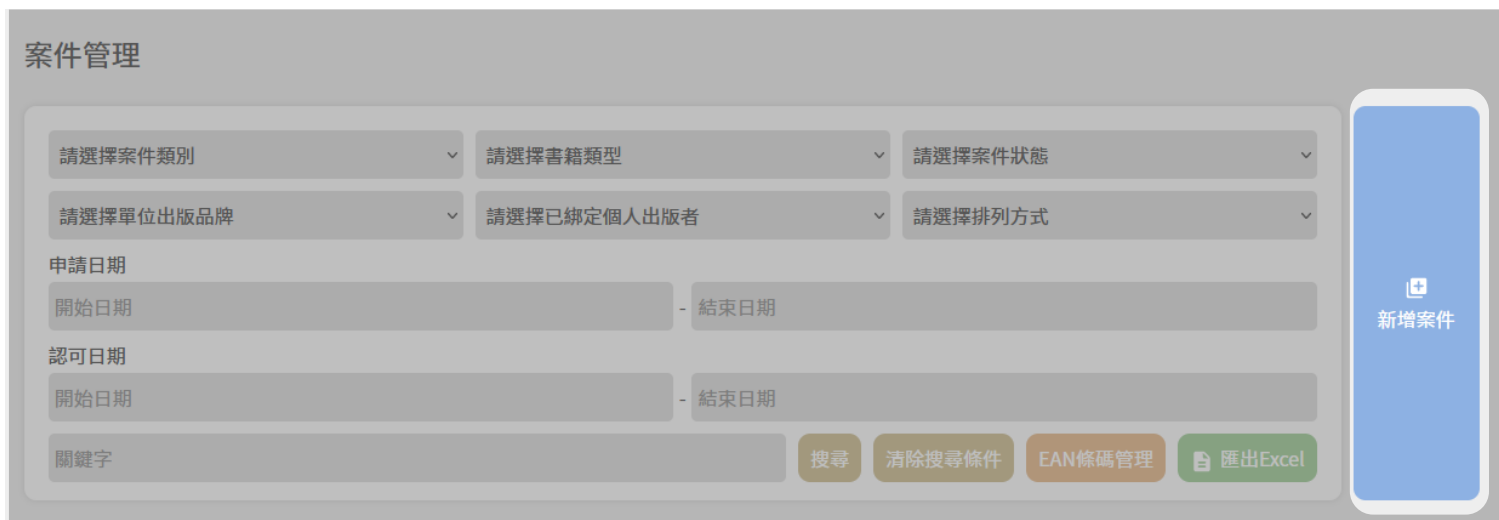 案件管理
請選擇案件類別 請選擇書籍類型 請選擇案件狀態
請選擇單位出版品牌 請選擇已綁定個人出版者 請選擇排列方式
申請日期
開始日期 - 結束日期
認可日期
開始日期 - 結束日期
關鍵字 搜尋 清除搜尋條件 EAN條碼管理 匯出Excel
新增案件